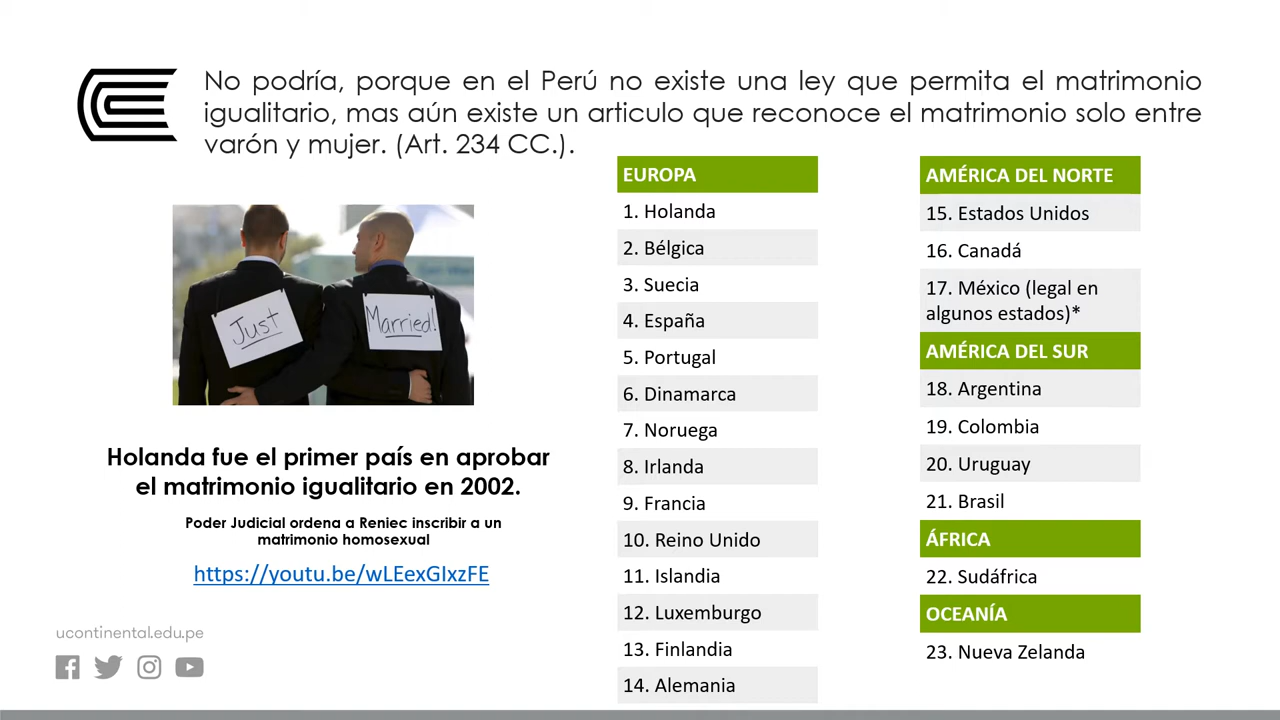 No podría, porque en el Perú no existe una ley que permita el matrimonio
igualitario, mas aún existe un articulo que reconoce el matrimonio solo entre
varón y mujer. (Art. 234 CC.).
Just
Married!
Holanda fue el primer país en aprobar
el matrimonio igualitario en 2002.
Poder Judicial ordena a Reniec inscribir a un
matrimonio homosexual
https://youtu.be/wLEexGIxzFE
ucontinental.edu.pe
EUROPA
1. Holanda
2. Bélgica
3. Suecia
4. España
5. Portugal
6. Dinamarca
7. Noruega
8. Irlanda
9. Francia
10. Reino Unido
11. Islandia
12. Luxemburgo
13. Finlandia
14. Alemania
AMÉRICA DEL NORTE
15. Estados Unidos
16. Canadá
17. México (legal en
algunos estados)*
AMÉRICA DEL SUR
18. Argentina
19. Colombia
20. Uruguay
21. Brasil
ÁFRICA
22. Sudáfrica
OCEANÍA
23. Nueva Zelanda